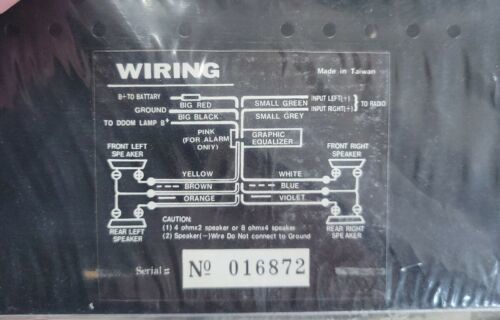 WIRING
Made in Taiwan
B+TO BATTARY
BIG RED
SMALL GREEN
INPUT LEFT(+)
TO RADIO
GROUND
BIG BLACK
SMALL GREY
INPUT RIGHT(+)
TO DOOM LAMP B+
PINK
(FOR ALARM
ONLY)
GRAPHIC
EQUALIZER
FRONT LEFT
SPEAKER
FRONT RIGHT
SPEAKER
YELLOW
WHITE
BROWN
BLUE
ORANGE
VIOLET
REAR LEFT
SPEAKER
REAR RIGHT
SPEAKER
CAUTION:
(1) 4 ohmx2 speaker or 8 ohmx4 speaker
(2) Speaker(-)Wire Do Not connect to Ground
Serial:
Nº 016872